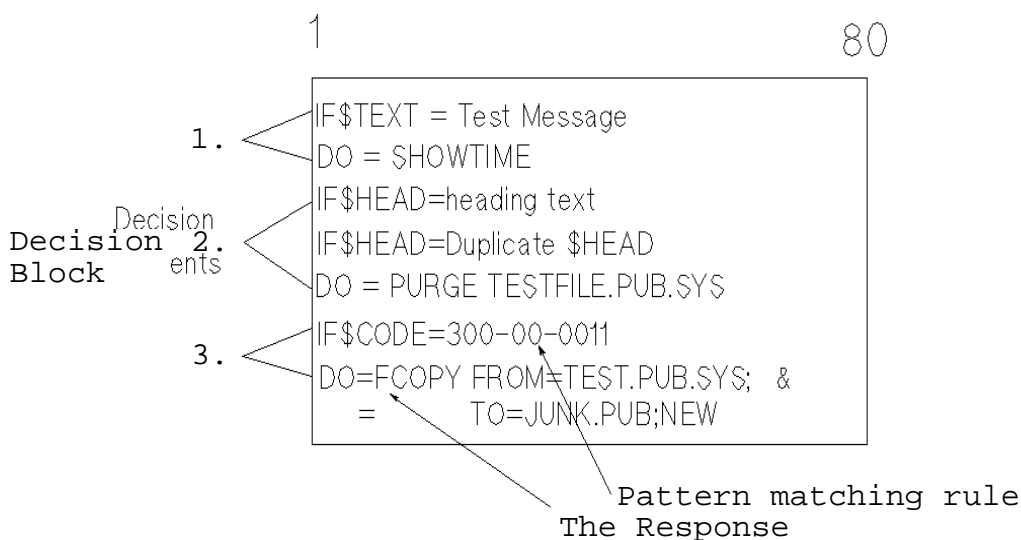 1 80
IF$TEXT = Test Message
1.
DO = SHOWTIME
IF$HEAD=heading text
Decision
Decision 2.
Block
ents
IF$HEAD=Duplicate $HEAD
DO = PURGE TESTFILE.PUB.SYS
IF$CODE=300-00-0011
3.
DO=FCOPY FROM=TEST.PUB.SYS; &
= TO=JUNK.PUB;NEW
Pattern matching rule
The Response